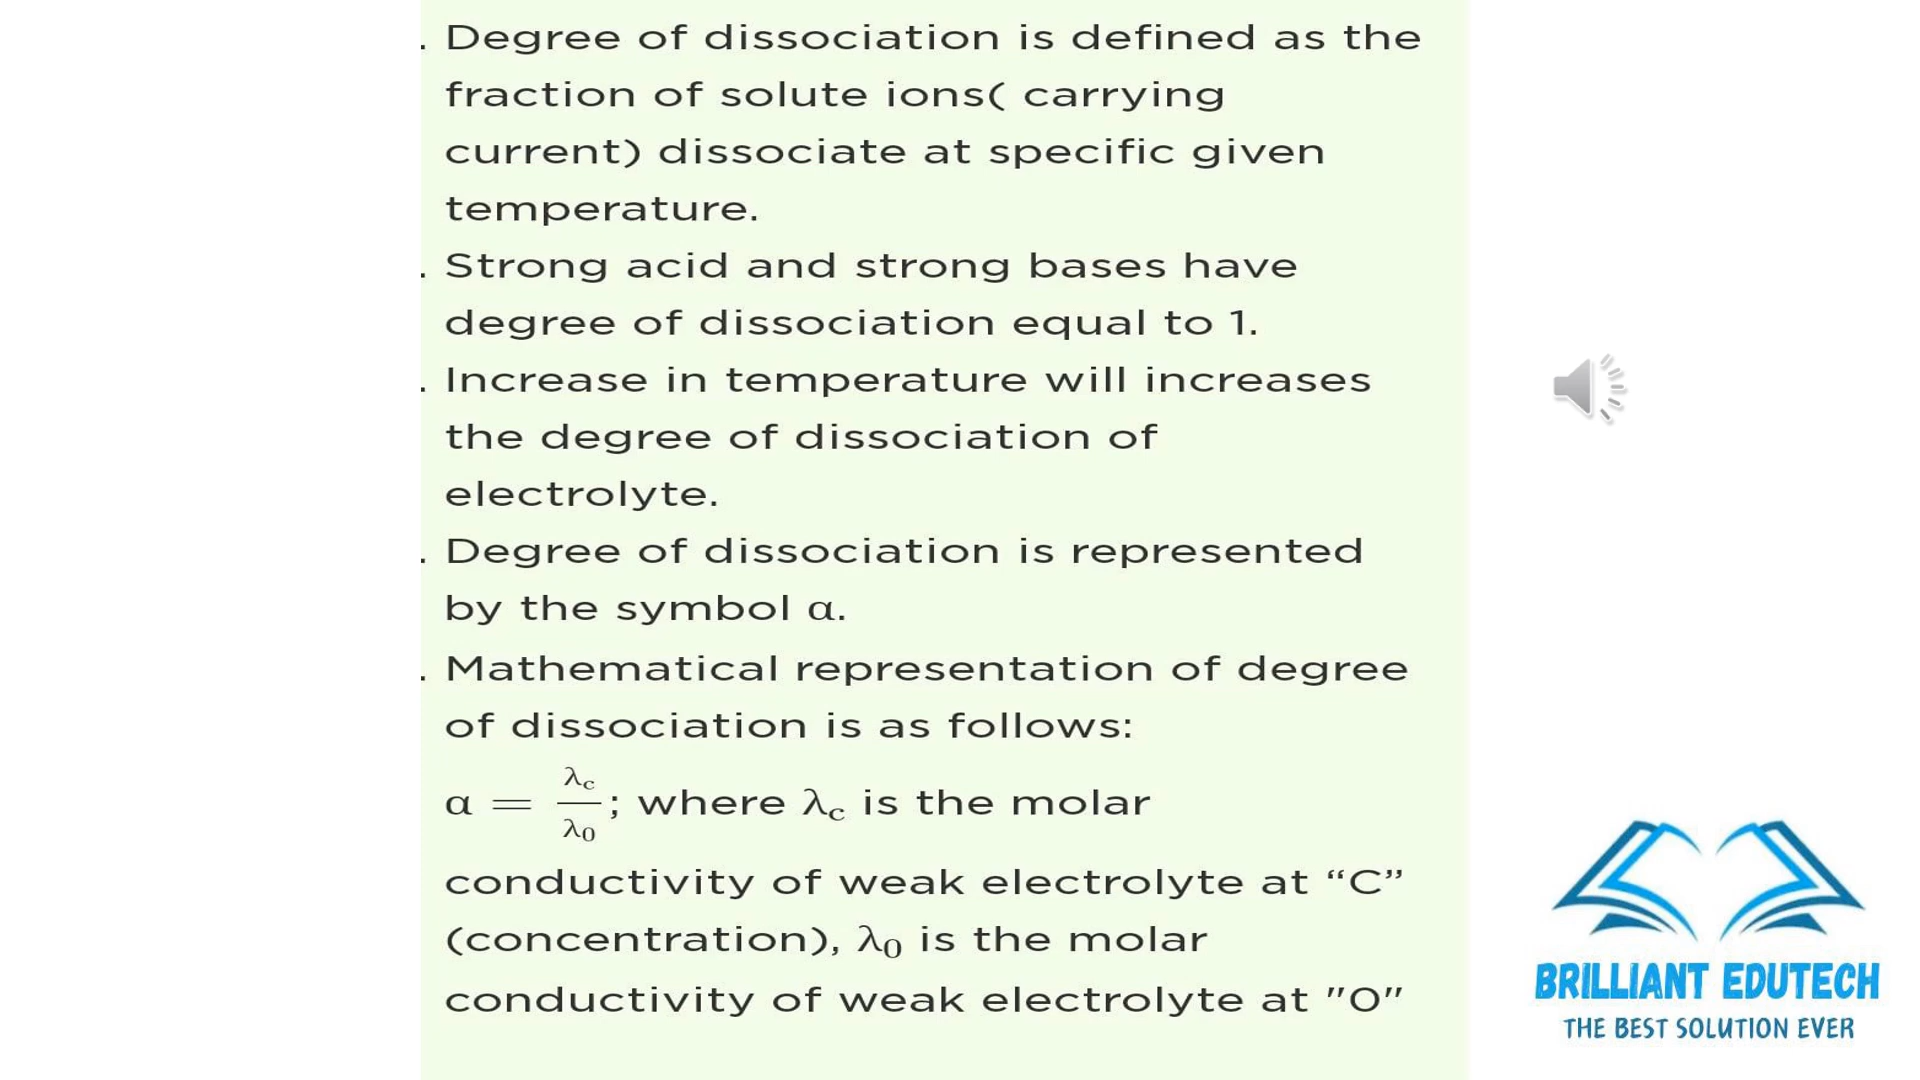 . Degree of dissociation is defined as the
fraction of solute ions( carrying
current) dissociate at specific given
temperature.
. Strong acid and strong bases have
degree of dissociation equal to 1.
. Increase in temperature will increases
the degree of dissociation of
electrolyte.
. Degree of dissociation is represented
by the symbol α.
. Mathematical representation of degree
of dissociation is as follows:
α = λc/λ0; where λc is the molar
conductivity of weak electrolyte at “C”
(concentration), λ0 is the molar
conductivity of weak electrolyte at "O"
BRILLIANT EDUTECH
THE BEST SOLUTION EVER